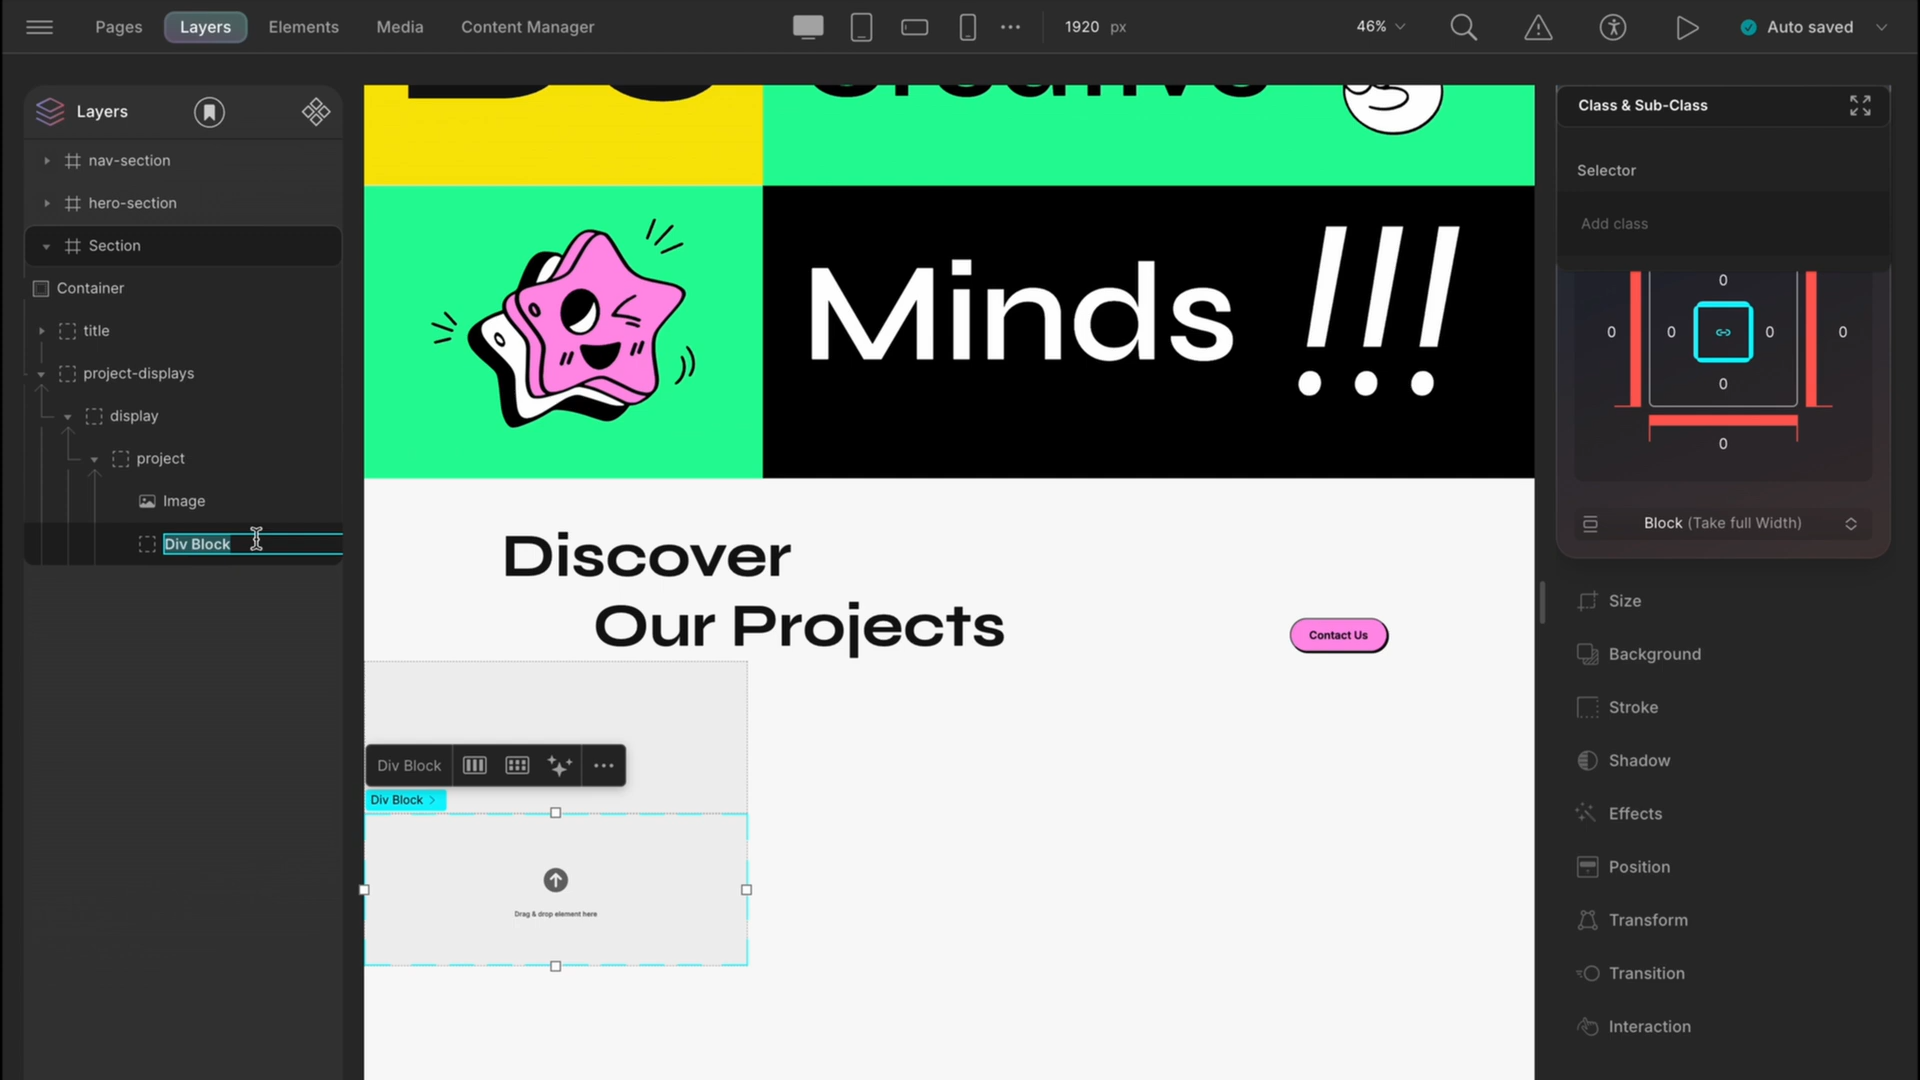 Pages
Layers
Elements
Media
Content Manager
1920 px
46%
Auto saved
Layers
nav-section
hero-section
Section
Container
title
project-displays
display
project
Image
Div Block
Minds !!!
Discover
Our Projects
Contact Us
Div Block
Div Block
Drag & drop element here
Class & Sub-Class
Selector
Add class
0
0
0
0
0
0
0
Block (Take full Width)
Size
Background
Stroke
Shadow
Effects
Position
Transform
Transition
Interaction